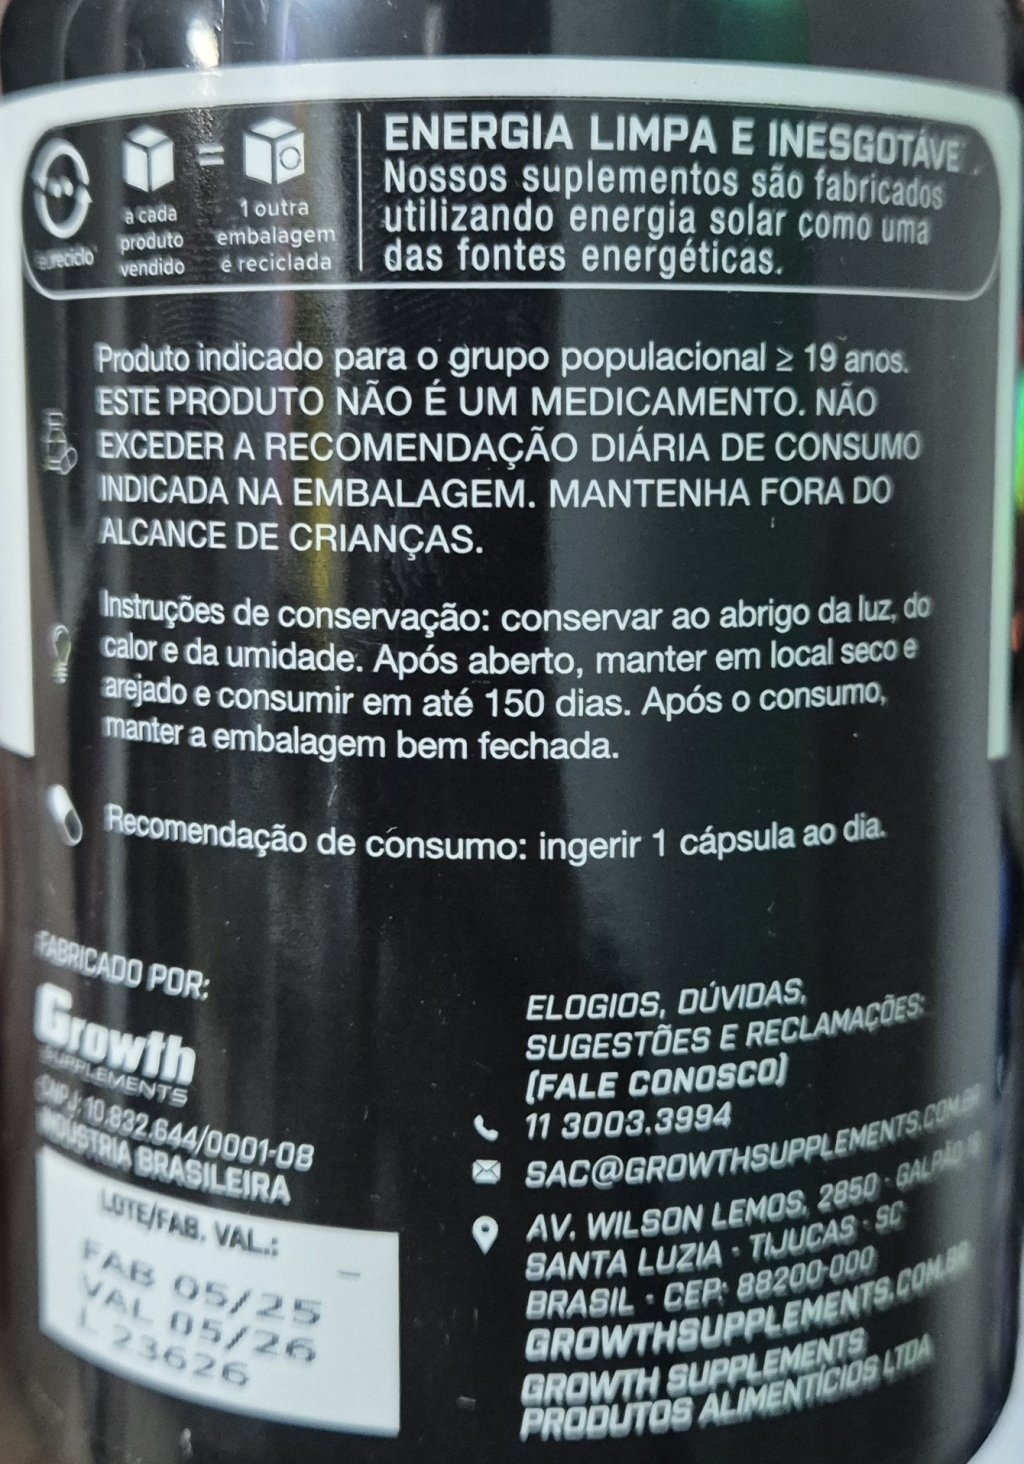 eureciclo
a cada
produto
vendido
=
1 outra
embalagem
é reciclada
ENERGIA LIMPA E INESGOTÁVEL.
Nossos suplementos são fabricados
utilizando energia solar como uma
das fontes energéticas.
Produto indicado para o grupo populacional ≥ 19 anos.
ESTE PRODUTO NÃO É UM MEDICAMENTO. NÃO
EXCEDER A RECOMENDAÇÃO DIÁRIA DE CONSUMO
INDICADA NA EMBALAGEM. MANTENHA FORA DO
ALCANCE DE CRIANÇAS.
Instruções de conservação: conservar ao abrigo da luz, do
calor e da umidade. Após aberto, manter em local seco e
arejado e consumir em até 150 dias. Após o consumo,
manter a embalagem bem fechada.
Recomendação de consumo: ingerir 1 cápsula ao dia.
FABRICADO POR:
Growth
SUPPLEMENTS
CNPJ: 10.832.644/0001-08
INDÚSTRIA BRASILEIRA
LOTE/FAB. VAL.:
FAB 05/25
VAL 05/26
L 23626
ELOGIOS, DÚVIDAS,
SUGESTÕES E RECLAMAÇÕES:
(FALE CONOSCO)
11 3003.3994
SAC@GROWTHSUPPLEMENTS.COM.BR
AV. WILSON LEMOS, 2850 · GALPÃO
SANTA LUZIA · TIJUCAS · SC
BRASIL · CEP: 88200-000
GROWTHSUPPLEMENTS.COM.BR
GROWTH SUPPLEMENTS
PRODUTOS ALIMENTÍCIOS LTDA